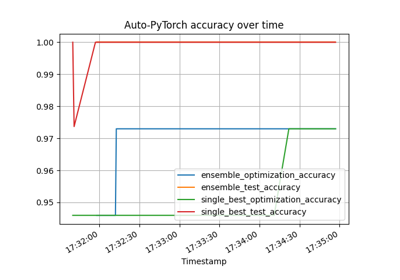 Auto-PyTorch accuracy over time
1.00
0.99
0.98
0.97
0.96
0.95
ensemble_optimization_accuracy
ensemble_test_accuracy
single_best_optimization_accuracy
single_best_test_accuracy
17:32:00
17:32:30
17:33:00
17:33:30
17:34:00
17:34:30
17:35:00
Timestamp